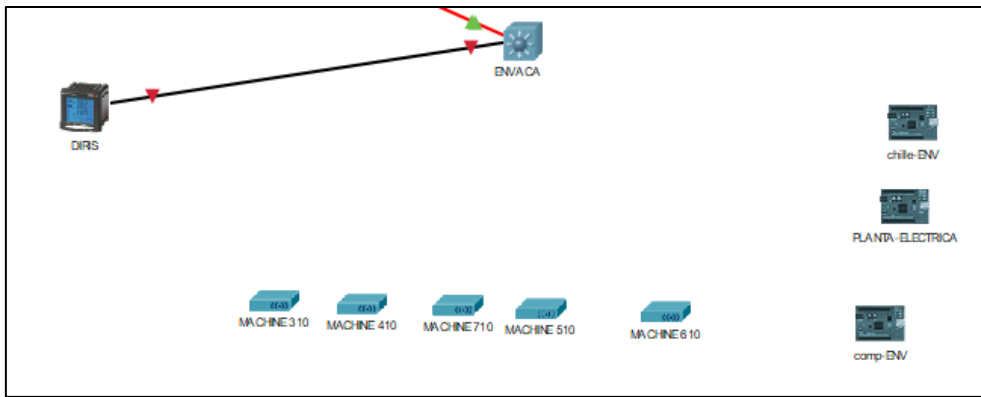 ENVACA
DIRIS
chille-ENV
PLANTA-ELECTRICA
MACHINE 310
MACHINE 410
MACHINE 710
MACHINE 510
MACHINE 610
comp-ENV